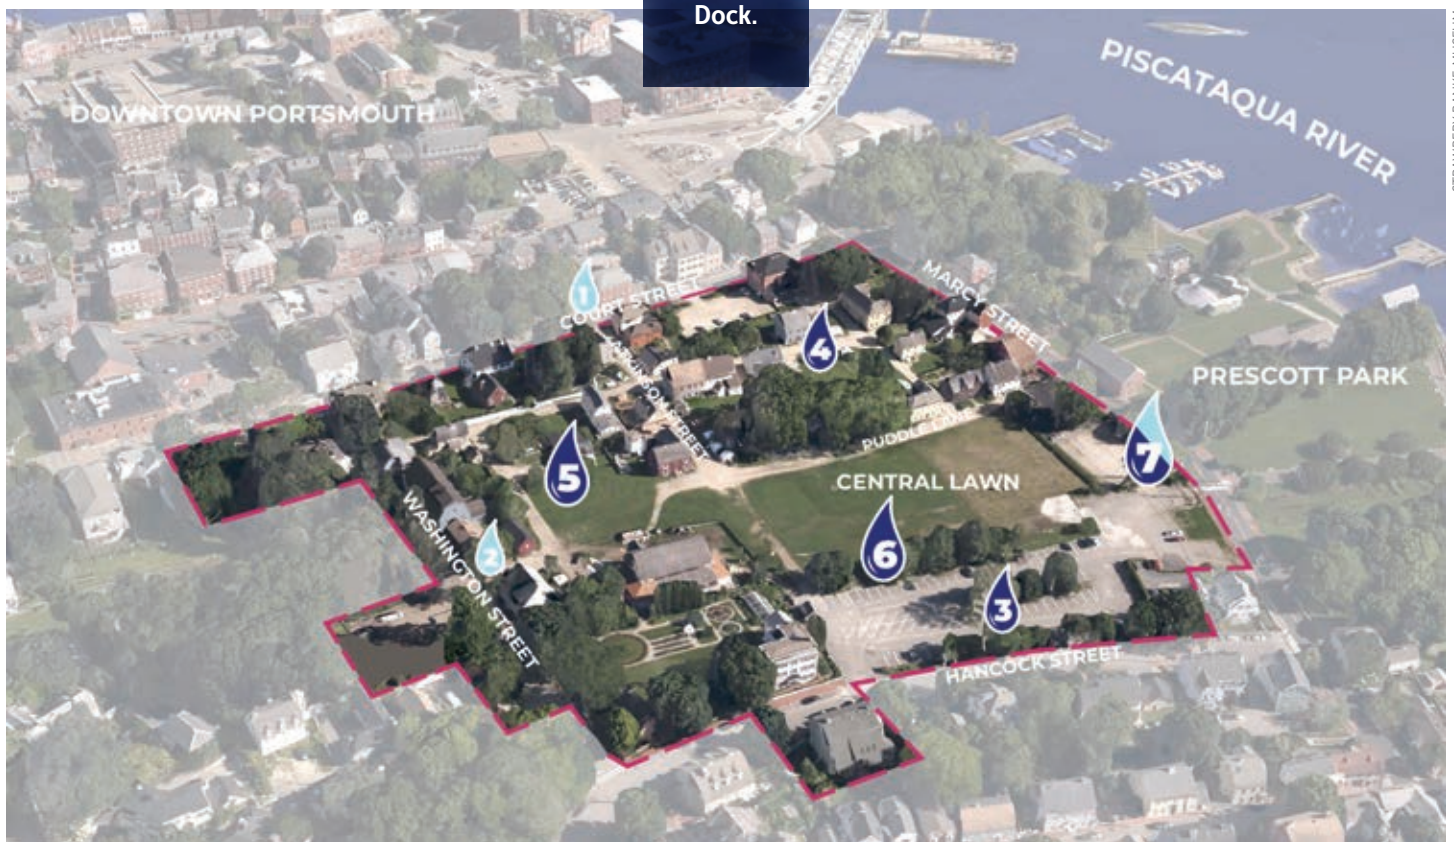 Dock.
PISCATAQUA RIVER
DOWNTOWN PORTSMOUTH
1
COURT STREET
MARCY STREET
4
PRESCOTT PARK
STREET
PUDDLE
7
5
CENTRAL LAWN
WASHINGTON STREET
2
6
3
HANCOCK STREET